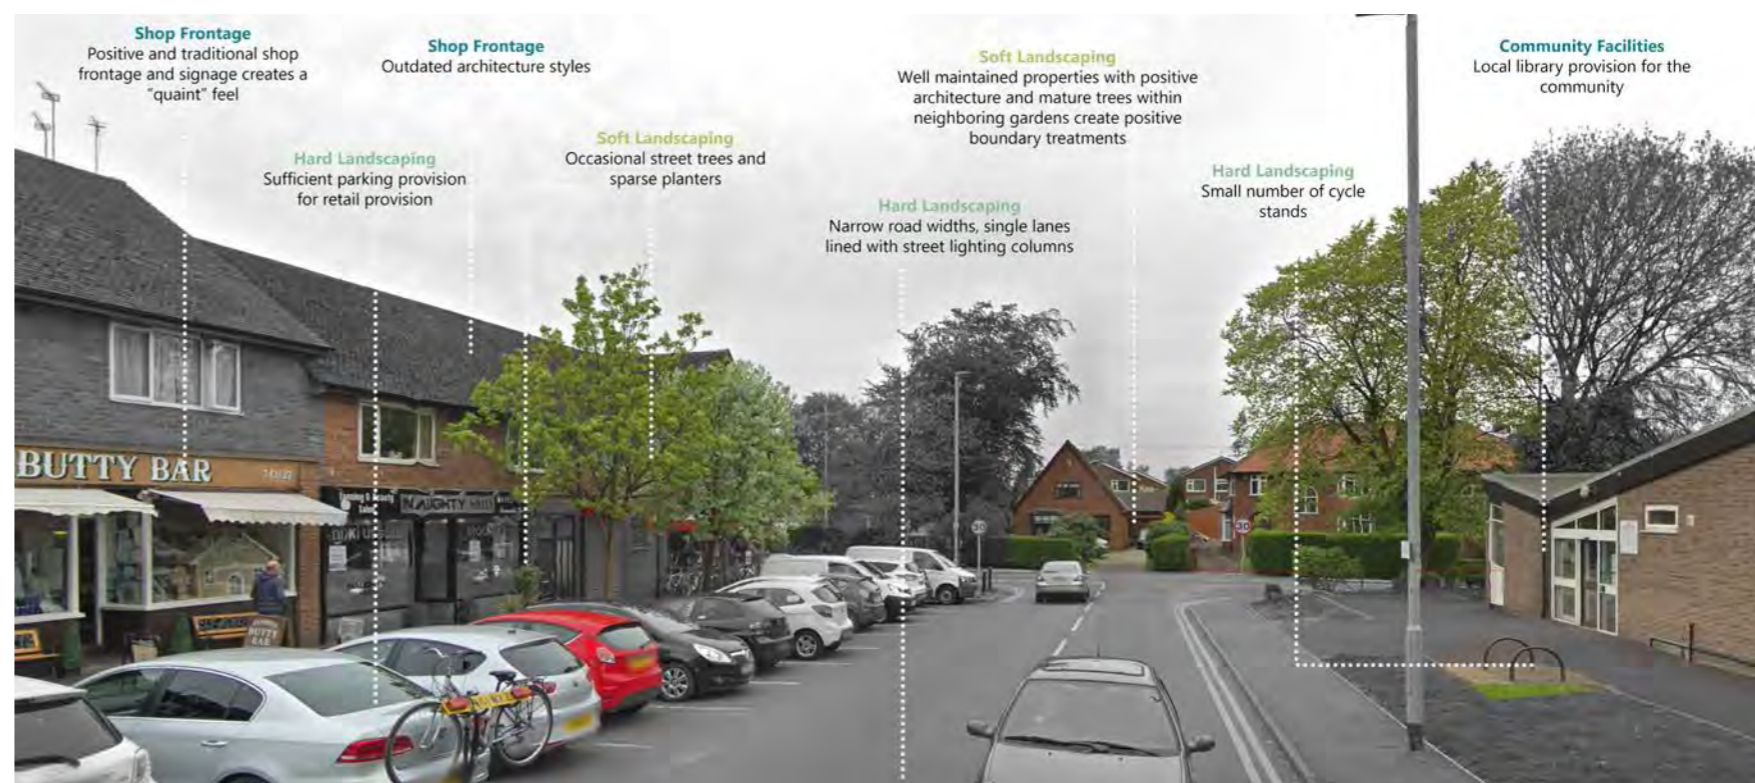 Shop Frontage
Positive and traditional shop
frontage and signage creates a
"quaint" feel
Shop Frontage
Outdated architecture styles
Hard Landscaping
Sufficient parking provision
for retail provision
Soft Landscaping
Occasional street trees and
sparse planters
Soft Landscaping
Well maintained properties with positive
architecture and mature trees within
neighboring gardens create positive
boundary treatments
Hard Landscaping
Narrow road widths, single lanes
lined with street lighting columns
Hard Landscaping
Small number of cycle
stands
Community Facilities
Local library provision for the
community
BUTTY BAR
NAUGHTY
30
30
BUTTY
BAR